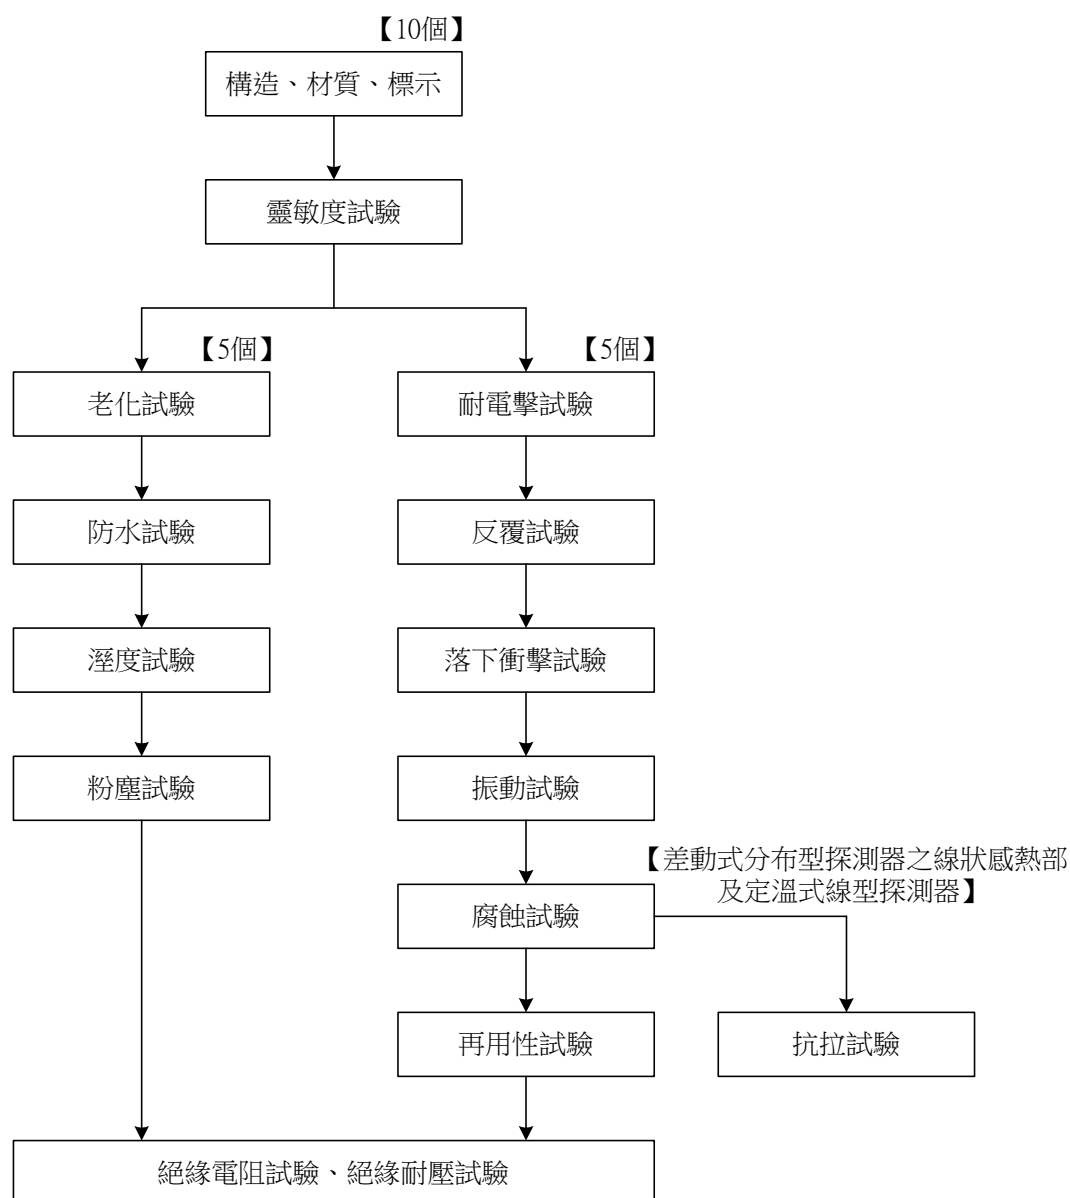 【10個】
構造、材質、標示
靈敏度試驗
【5個】
【5個】
老化試驗
耐電擊試驗
防水試驗
反覆試驗
溼度試驗
落下衝擊試驗
粉塵試驗
振動試驗
【差動式分布型探測器之線狀感熱部
及定溫式線型探測器】
腐蝕試驗
再用性試驗
抗拉試驗
絕緣電阻試驗、絕緣耐壓試驗